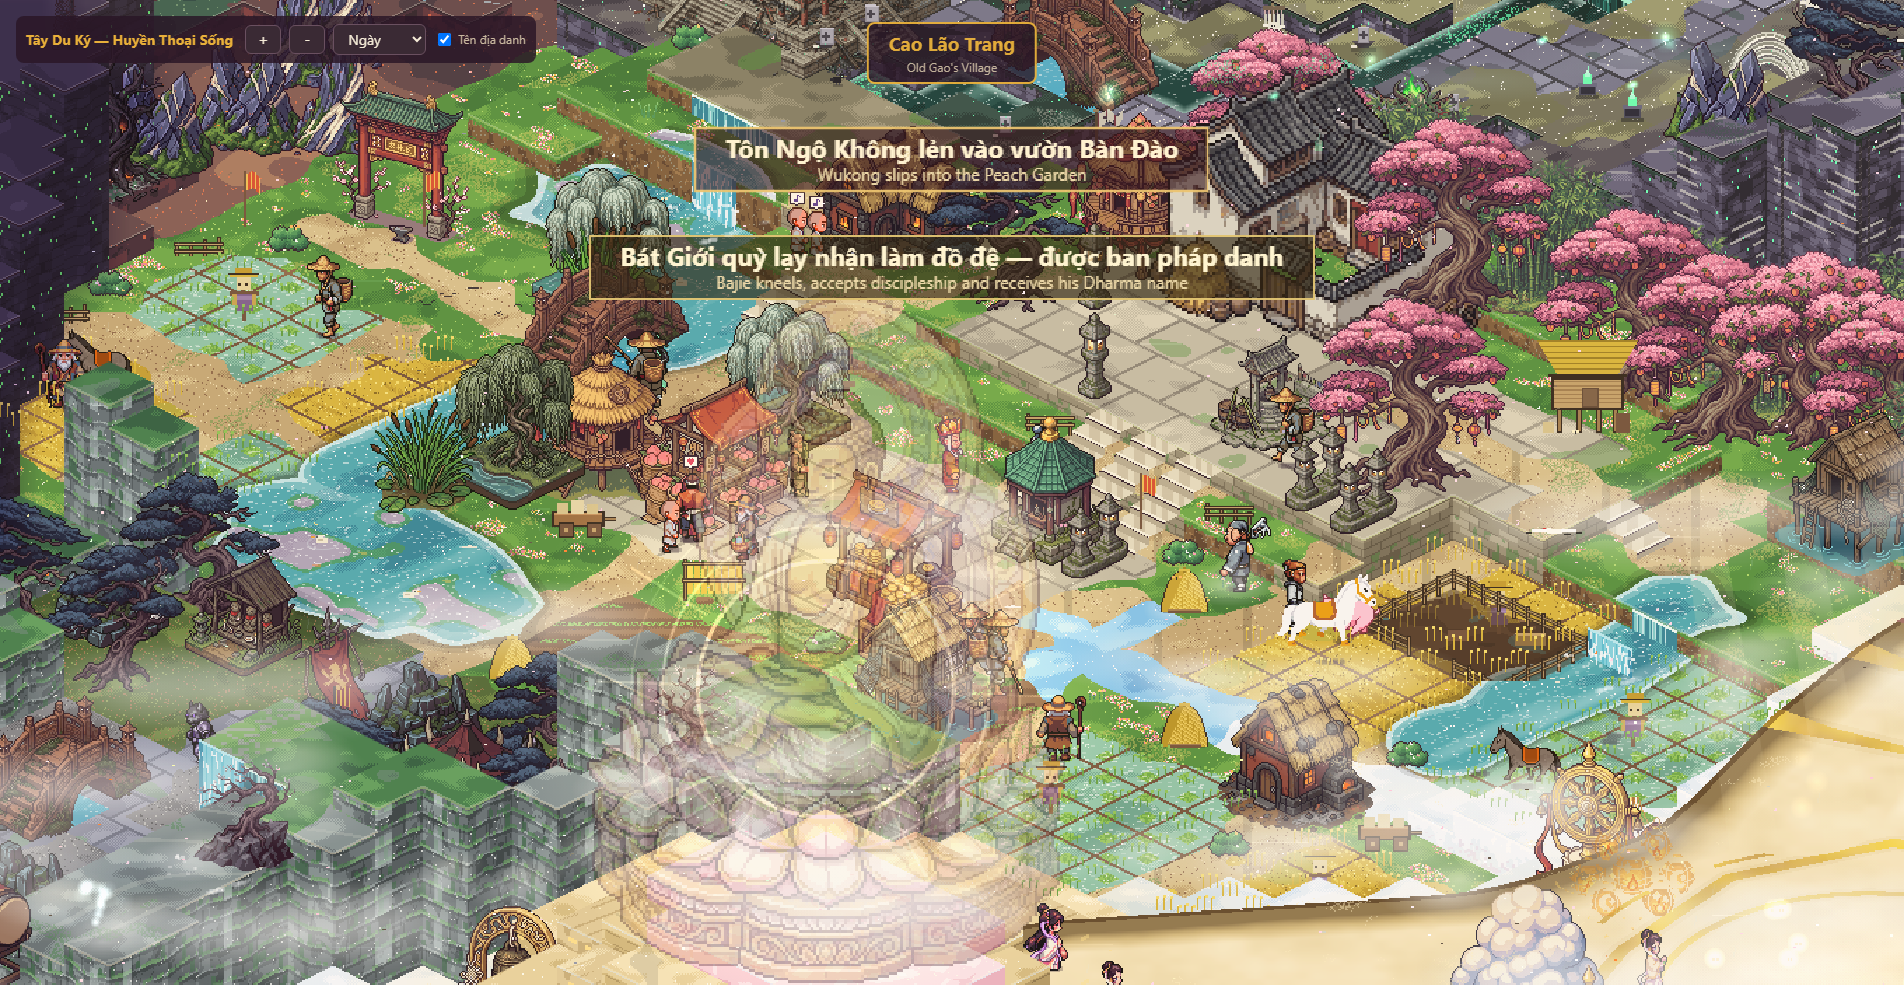 Tây Du Ký — Huyền Thoại Sống
+
-
Ngày
Tên địa danh
Cao Lão Trang
Old Gao's Village
Tôn Ngộ Không lẻn vào vườn Bàn Đào
Wukong slips into the Peach Garden
Bát Giới quỳ lạy nhận làm đồ đệ — được ban pháp danh
Bajie kneels, accepts discipleship and receives his Dharma name